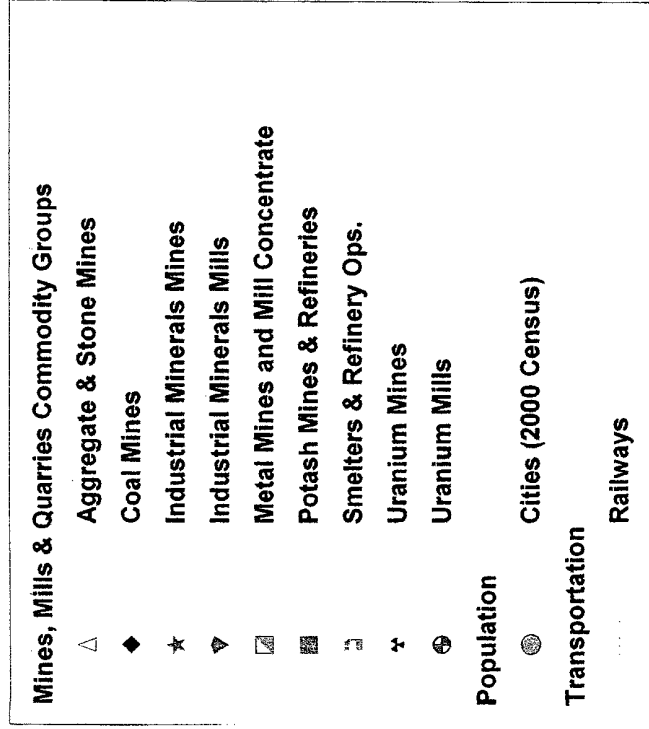 Mines, Mills & Quarries Commodity Groups
Aggregate & Stone Mines
Coal Mines
Industrial Minerals Mines
Industrial Minerals Mills
Metal Mines and Mill Concentrate
Potash Mines & Refineries
Smelters & Refinery Ops.
Uranium Mines
Uranium Mills
Population
Cities (2000 Census)
Transportation
Railways